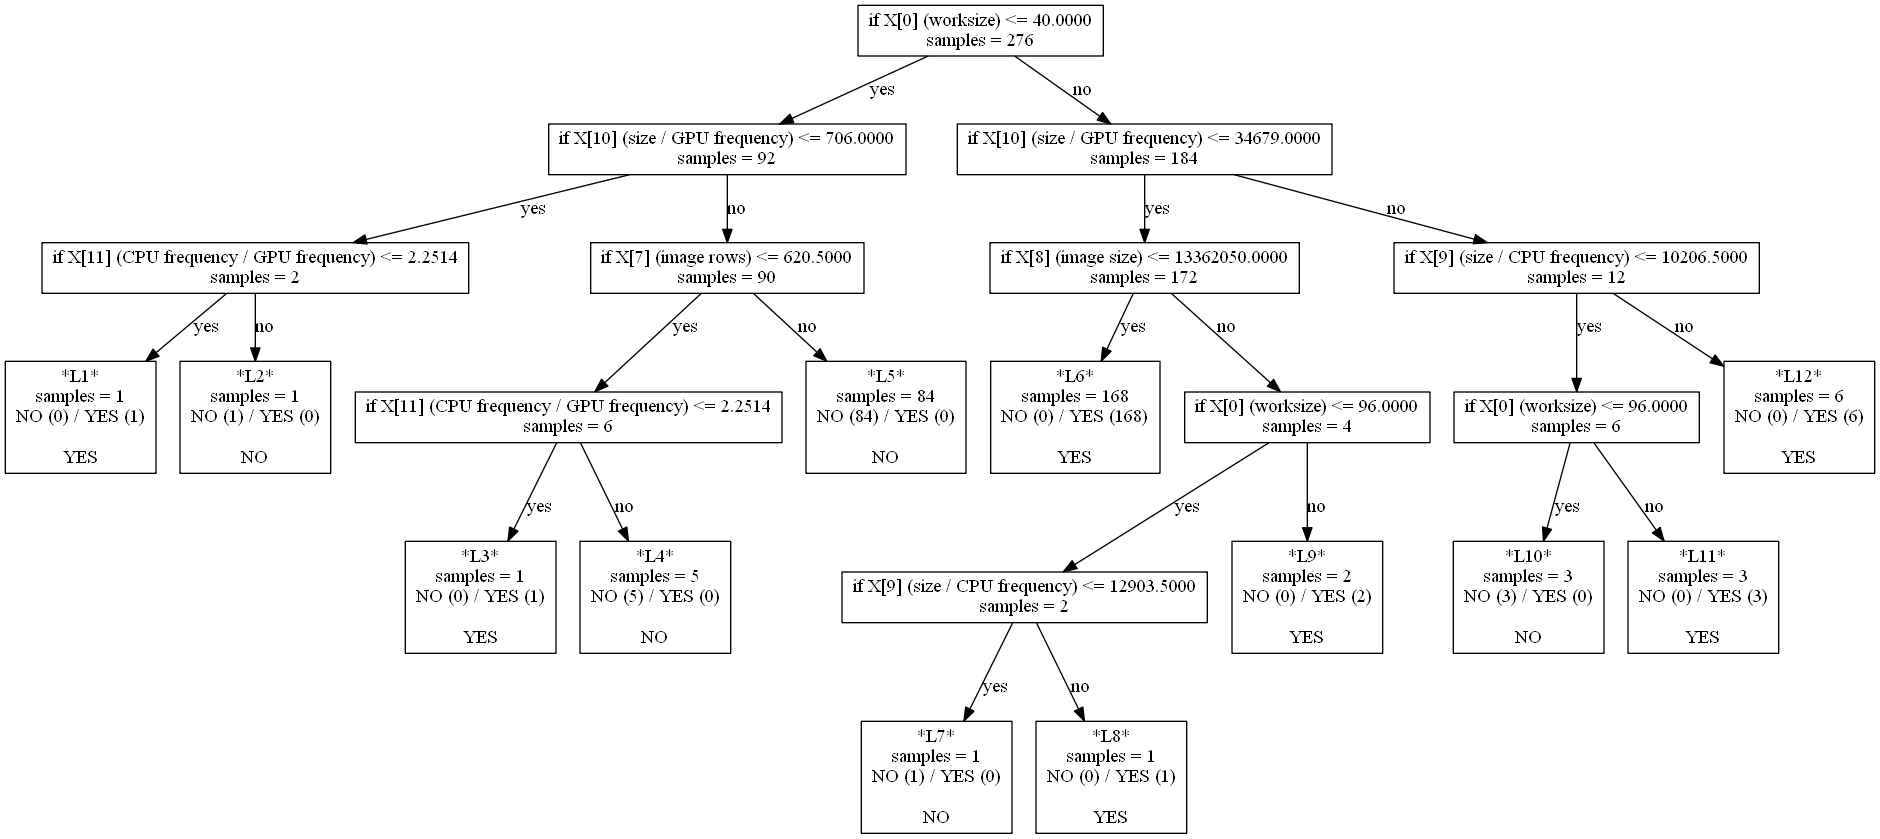 if X[0] (worksize) <= 40.0000
samples = 276
yes
no
if X[10] (size / GPU frequency) <= 706.0000
samples = 92
if X[10] (size / GPU frequency) <= 34679.0000
samples = 184
yes
no
yes
no
if X[11] (CPU frequency / GPU frequency) <= 2.2514
samples = 2
if X[7] (image rows) <= 620.5000
samples = 90
if X[8] (image size) <= 13362050.0000
samples = 172
if X[9] (size / CPU frequency) <= 10206.5000
samples = 12
yes
no
yes
no
yes
no
yes
no
*L1*
samples = 1
NO (0) / YES (1)
YES
*L2*
samples = 1
NO (1) / YES (0)
NO
if X[11] (CPU frequency / GPU frequency) <= 2.2514
samples = 6
*L5*
samples = 84
NO (84) / YES (0)
NO
*L6*
samples = 168
NO (0) / YES (168)
YES
if X[0] (worksize) <= 96.0000
samples = 4
if X[0] (worksize) <= 96.0000
samples = 6
*L12*
samples = 6
NO (0) / YES (6)
YES
yes
no
yes
no
yes
no
*L3*
samples = 1
NO (0) / YES (1)
YES
*L4*
samples = 5
NO (5) / YES (0)
NO
if X[9] (size / CPU frequency) <= 12903.5000
samples = 2
*L9*
samples = 2
NO (0) / YES (2)
YES
*L10*
samples = 3
NO (3) / YES (0)
NO
*L11*
samples = 3
NO (0) / YES (3)
YES
yes
no
*L7*
samples = 1
NO (1) / YES (0)
NO
*L8*
samples = 1
NO (0) / YES (1)
YES